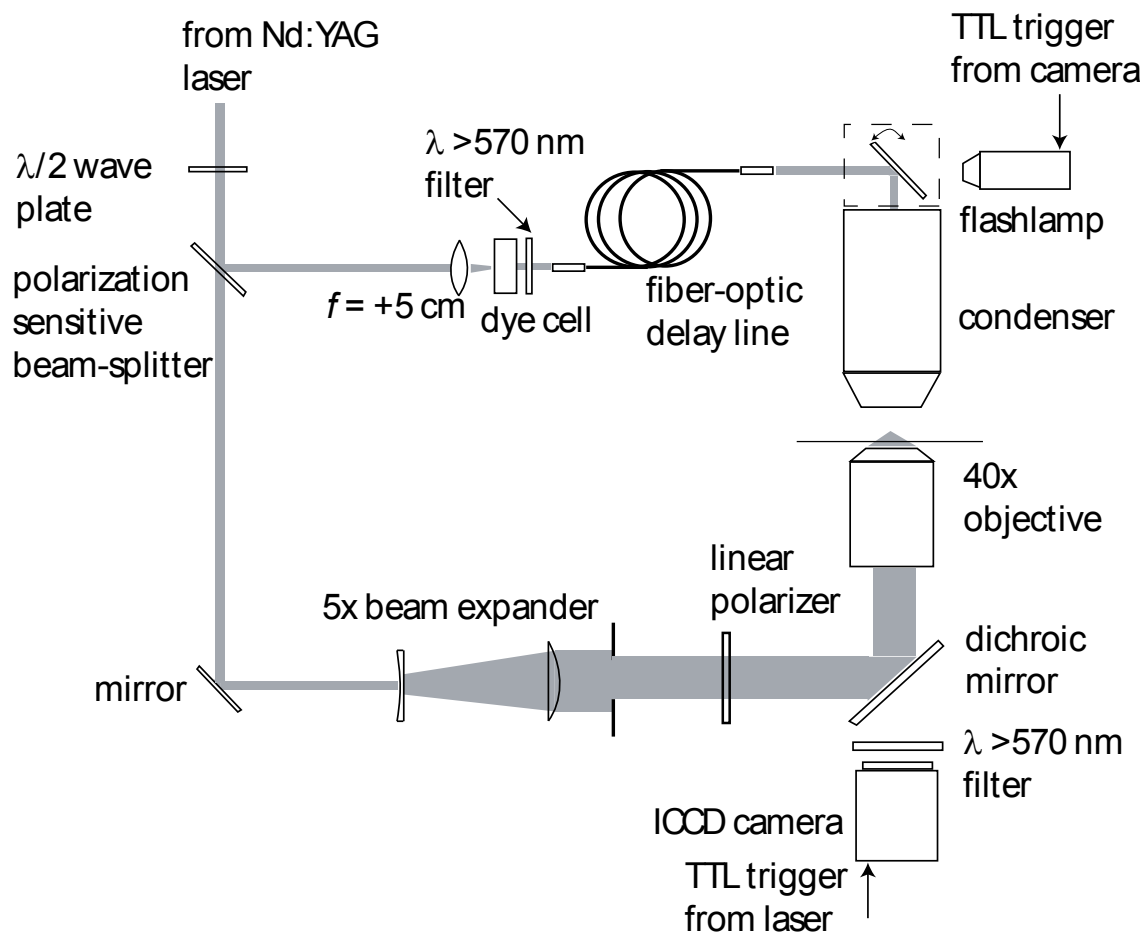 from Nd:YAG
laser
TTL trigger
from camera
λ/2 wave
plate
λ >570 nm
filter
flashlamp
polarization
sensitive
beam-splitter
f = +5 cm
dye cell
fiber-optic
delay line
condenser
40x
objective
linear
polarizer
5x beam expander
dichroic
mirror
mirror
λ >570 nm
filter
ICCD camera
TTL trigger
from laser